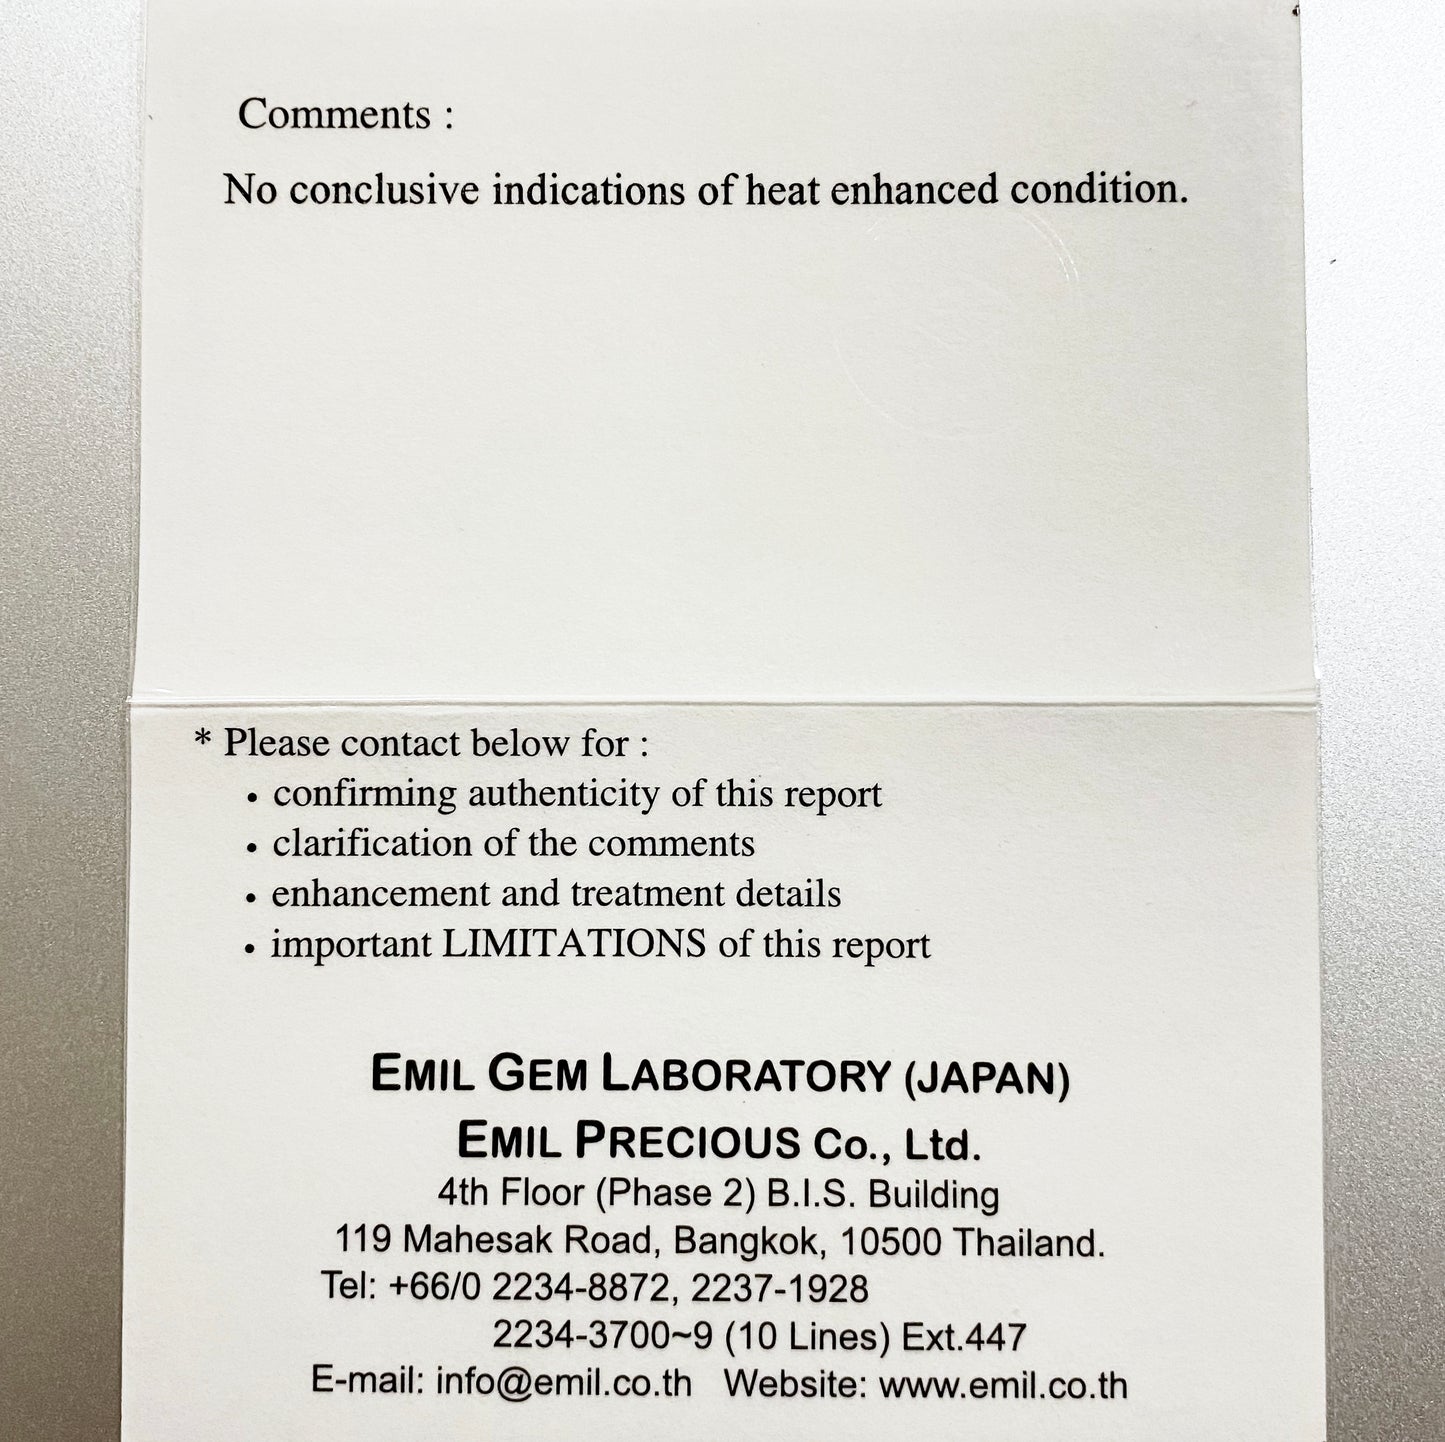 Comments :
No conclusive indications of heat enhanced condition.
* Please contact below for :
• confirming authenticity of this report
• clarification of the comments
• enhancement and treatment details
• important LIMITATIONS of this report
EMIL GEM LABORATORY (JAPAN)
EMIL PRECIOUS Co., Ltd.
4th Floor (Phase 2) B.I.S. Building
119 Mahesak Road, Bangkok, 10500 Thailand.
Tel: +66/0 2234-8872, 2237-1928
2234-3700~9 (10 Lines) Ext.447
E-mail: info@emil.co.th Website: www.emil.co.th